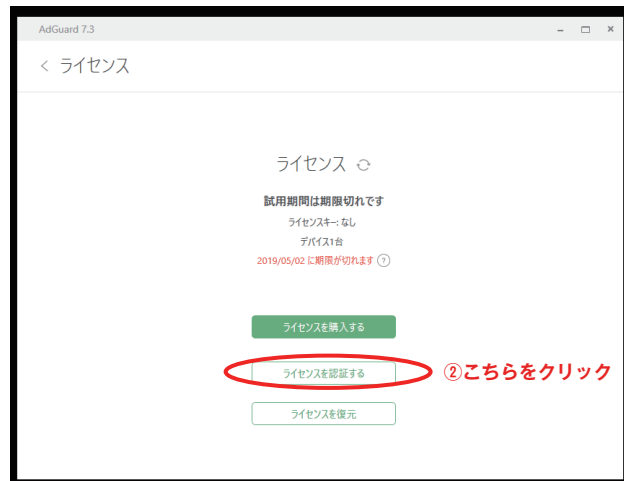 AdGuard 7.3
ライセンス
ライセンス
試用期間は期限切れです
ライセンスキー: なし
デバイス1台
2019/05/02 に期限が切れます ?
ライセンスを購入する
ライセンスを認証する
②こちらをクリック
ライセンスを復元